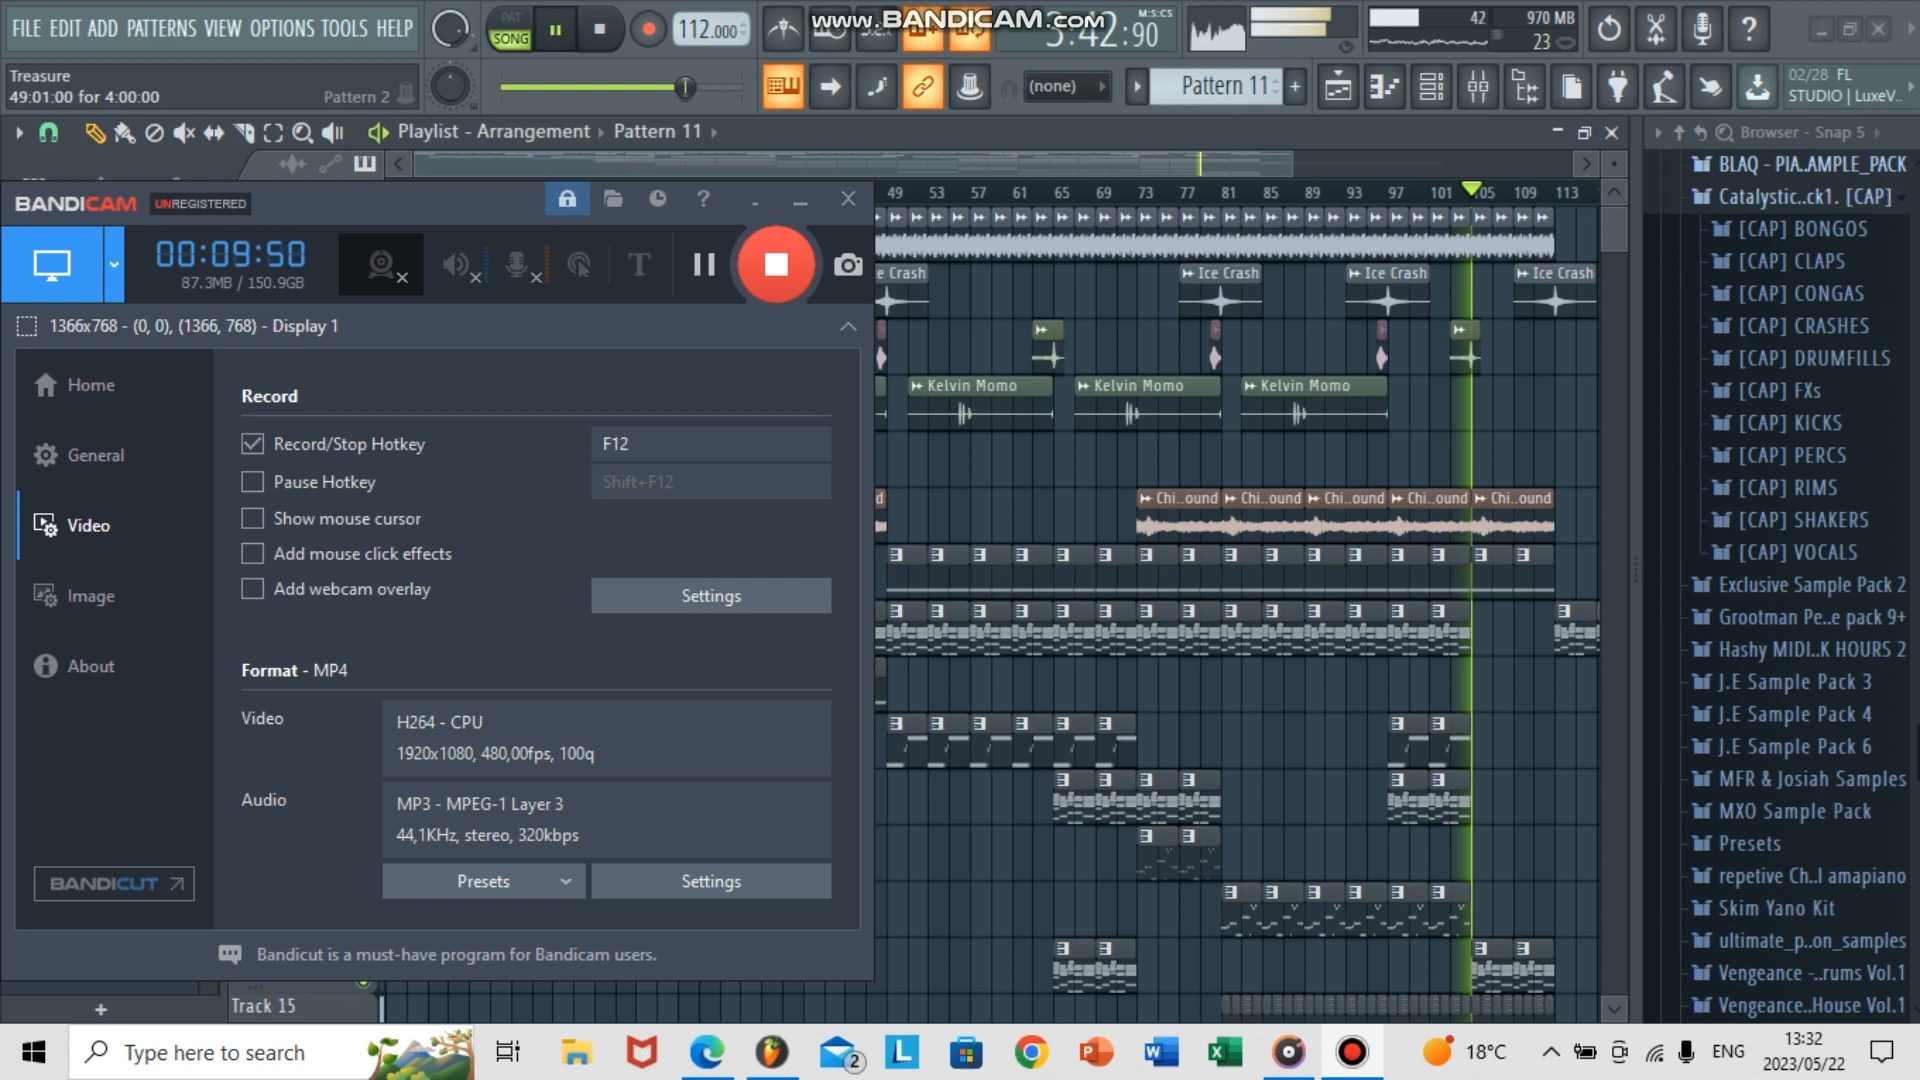 FILE EDIT ADD PATTERNS VIEW OPTIONS TOOLS HELP
PAT
SONG
112.000
www.BANDICAM.com
M:S:CS
3:42:90
42
970 MB
23
Treasure
49:01:00 for 4:00:00
Pattern 2
(none)
Pattern 11
02/28 FL
STUDIO | LuxeV..
Playlist - Arrangement › Pattern 11
Browser - Snap 5
BANDICAM UNREGISTERED
00:09:50
87.3MB / 150.9GB
1366x768 - (0, 0), (1366, 768) - Display 1
Home
General
Video
Image
About
BANDICUT
Record
Record/Stop Hotkey
F12
Pause Hotkey
Shift+F12
Show mouse cursor
Add mouse click effects
Add webcam overlay
Settings
Format - MP4
Video
H264 - CPU
1920x1080, 480,00fps, 100q
Audio
MP3 - MPEG-1 Layer 3
44,1KHz, stereo, 320kbps
Presets
Settings
Bandicut is a must-have program for Bandicam users.
49 53 57 61 65 69 73 77 81 85 89 93 97 101 105 109 113
e Crash Ice Crash Ice Crash Ice Crash
Kelvin Momo Kelvin Momo Kelvin Momo
d Chi..ound Chi..ound Chi..ound Chi..ound Chi..ound
Track 15
BLAQ - PIA..AMPLE_PACK
Catalystic..ck1. [CAP]
[CAP] BONGOS
[CAP] CLAPS
[CAP] CONGAS
[CAP] CRASHES
[CAP] DRUMFILLS
[CAP] FXs
[CAP] KICKS
[CAP] PERCS
[CAP] RIMS
[CAP] SHAKERS
[CAP] VOCALS
Exclusive Sample Pack 2
Grootman Pe..e pack 9+
Hashy MIDI..K HOURS 2
J.E Sample Pack 3
J.E Sample Pack 4
J.E Sample Pack 6
MFR & Josiah Samples
MXO Sample Pack
Presets
repetive Ch..l amapiano
Skim Yano Kit
ultimate_p..on_samples
Vengeance -..rums Vol.1
Vengeance..House Vol.1
Type here to search
2
18°C
ENG
13:32
2023/05/22